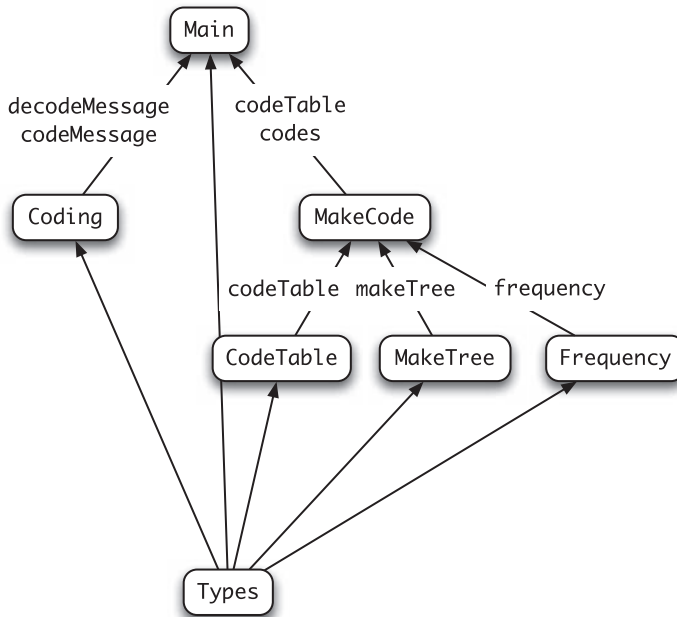 Main
decodeMessage
codeMessage
codeTable
codes
Coding
MakeCode
codeTable
makeTree
frequency
CodeTable
MakeTree
Frequency
Types